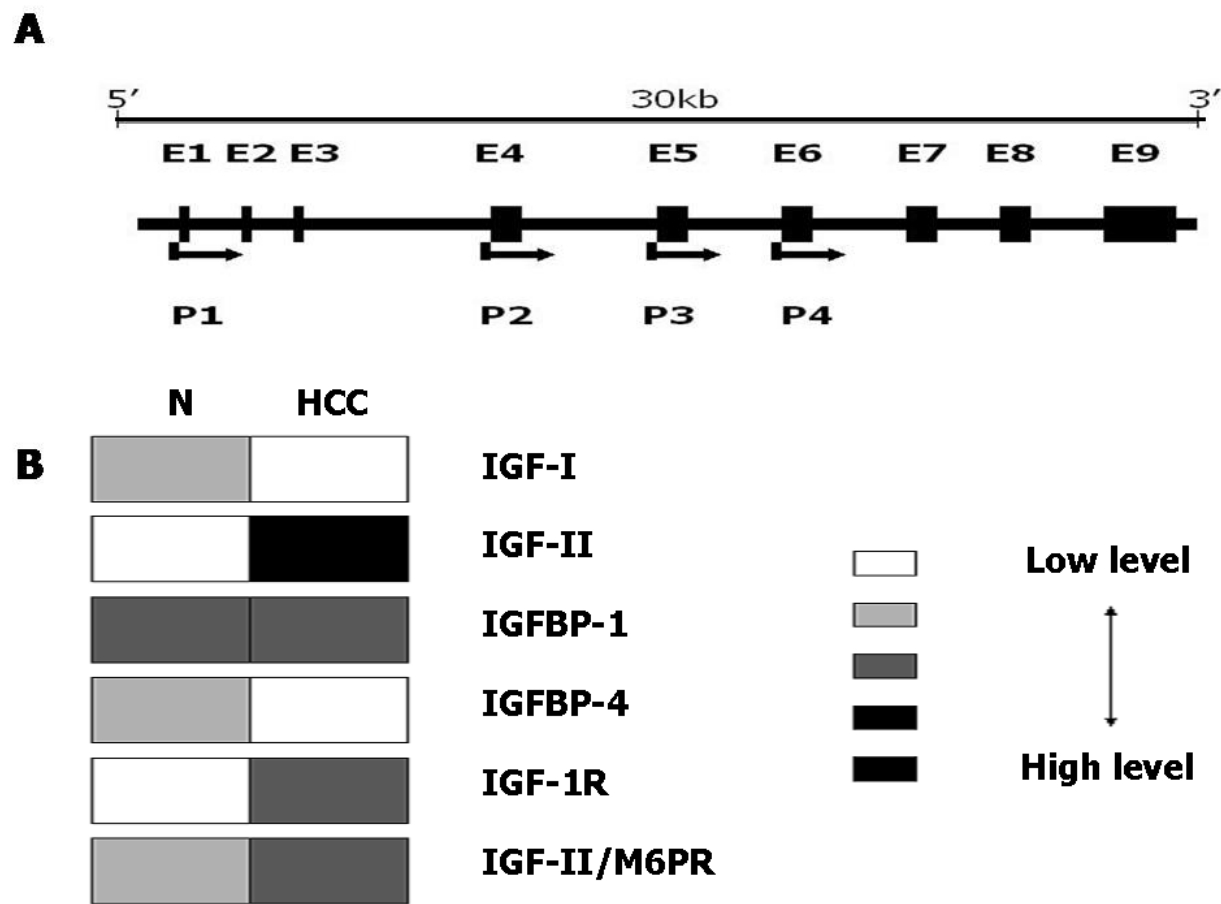 A
5′ 30kb 3′
E1 E2 E3 E4 E5 E6 E7 E8 E9
P1 P2 P3 P4
N HCC
B
IGF-I
IGF-II
IGFBP-1
IGFBP-4
IGF-1R
IGF-II/M6PR
Low level
High level